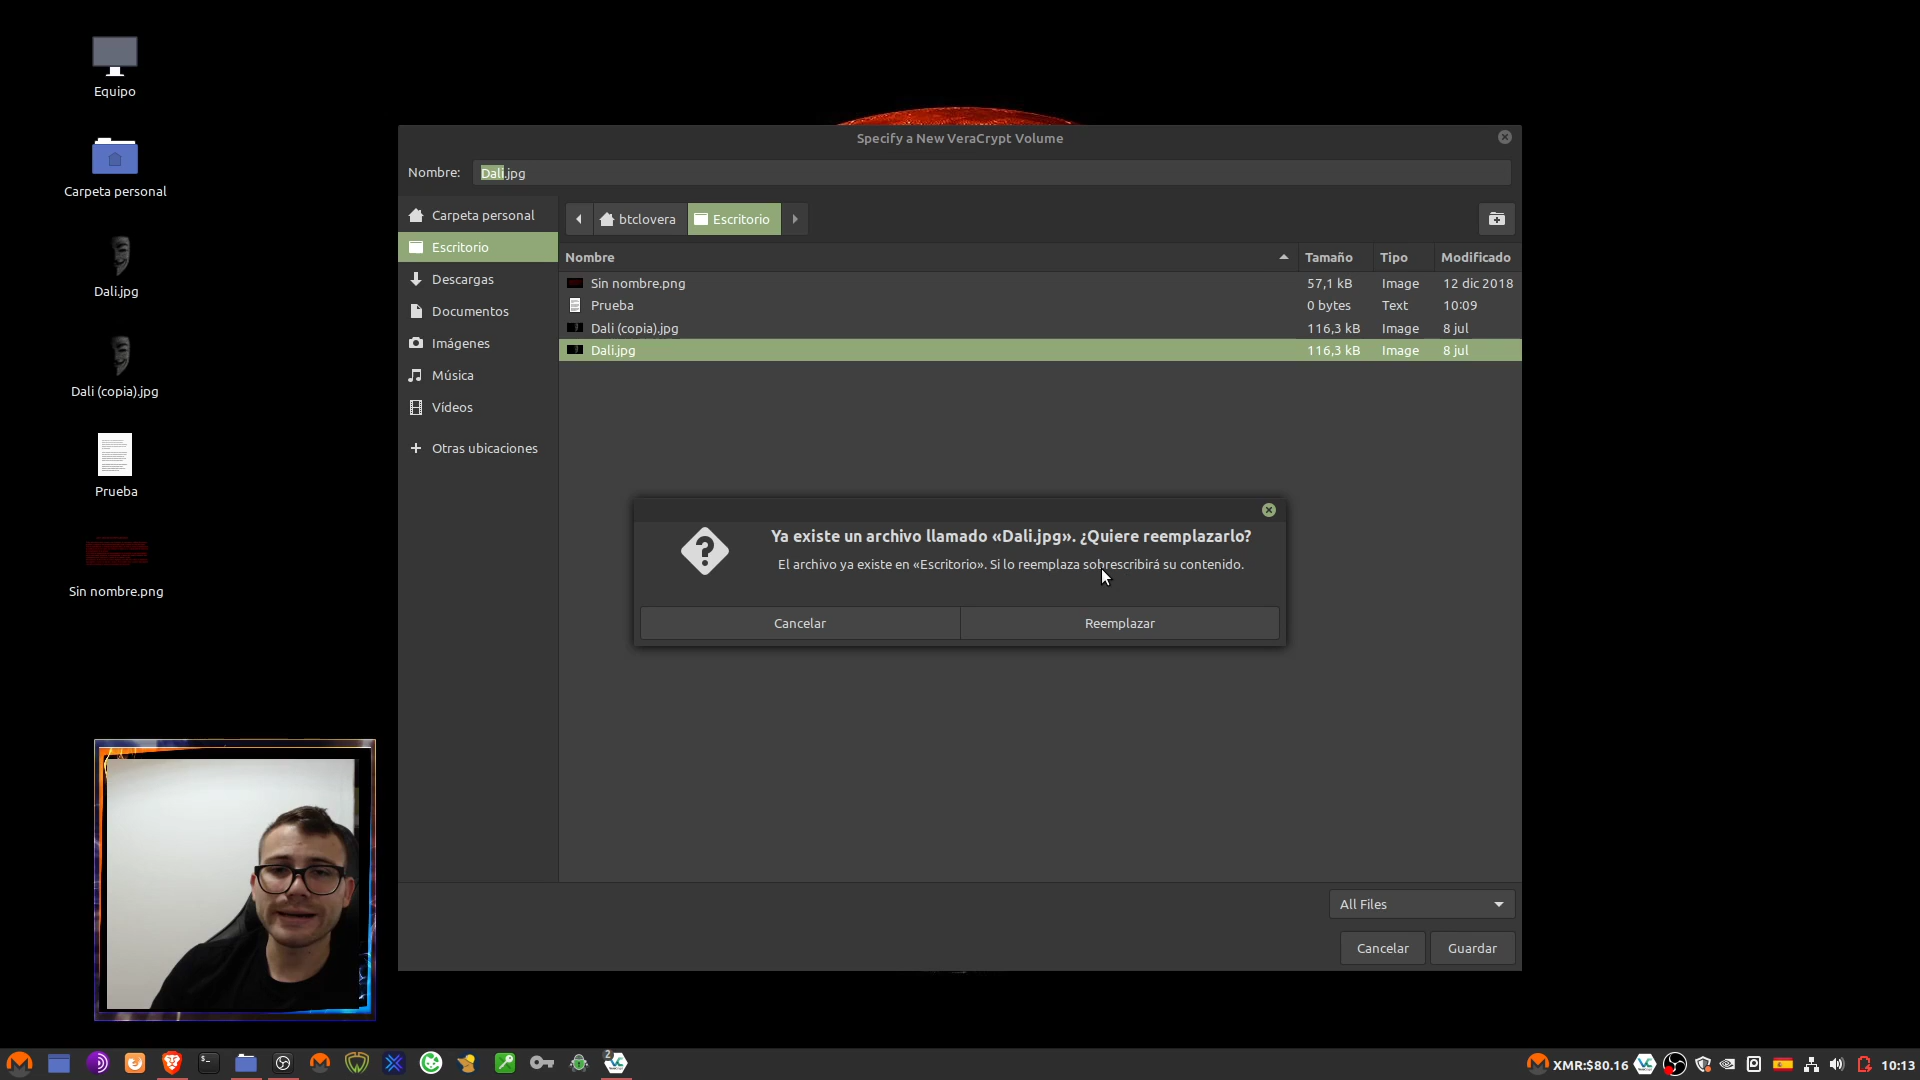 Equipo
Carpeta personal
Dali.jpg
Dali (copia).jpg
Prueba
Sin nombre.png
Specify a New VeraCrypt Volume
Nombre: Dali.jpg
Carpeta personal
Escritorio
Descargas
Documentos
Imágenes
Música
Vídeos
Otras ubicaciones
btclovera Escritorio
Nombre Tamaño Tipo Modificado
Sin nombre.png 57,1 kB Image 12 dic 2018
Prueba 0 bytes Text 10:09
Dali (copia).jpg 116,3 kB Image 8 jul
Dali.jpg 116,3 kB Image 8 jul
Ya existe un archivo llamado «Dali.jpg». ¿Quiere reemplazarlo?
El archivo ya existe en «Escritorio». Si lo reemplaza sobrescribirá su contenido.
Cancelar Reemplazar
All Files
Cancelar Guardar
2
XMR:$80.16 10:13